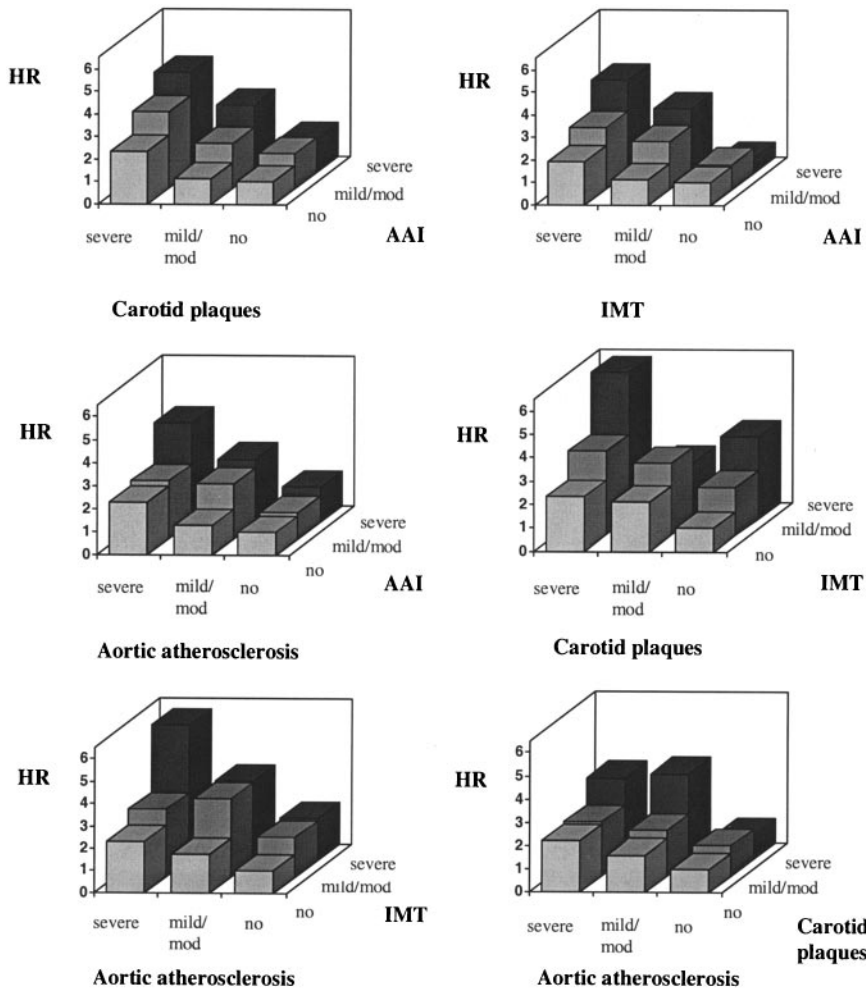 HR
6
5
4
3
2
1
0
severe
mild/mod
no
severe
mild/
mod
no
AAI
Carotid plaques
HR
6
5
4
3
2
1
0
severe
mild/mod
no
severe
mild/
mod
no
AAI
IMT
HR
6
5
4
3
2
1
0
severe
mild/mod
no
severe
mild/
mod
no
AAI
Aortic atherosclerosis
HR
6
5
4
3
2
1
0
severe
mild/mod
no
severe
mild/
mod
no
IMT
Carotid plaques
HR
6
5
4
3
2
1
0
severe
mild/mod
no
severe
mild/
mod
no
IMT
Aortic atherosclerosis
HR
6
5
4
3
2
1
0
severe
mild/mod
no
severe
mild/
mod
no
Carotid
plaques
Aortic atherosclerosis